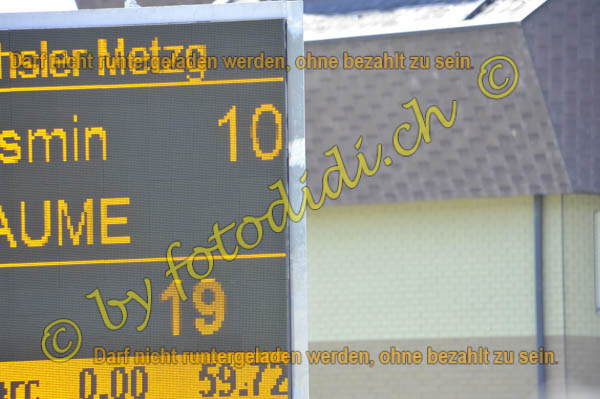 hsler Metzg
Darf nicht runtergeladen werden, ohne bezahlt zu sein.
smin 10
AUME
© by fotodidi.ch ©
19
Darf nicht runtergeladen werden, ohne bezahlt zu sein.
erc 0.00 59.72